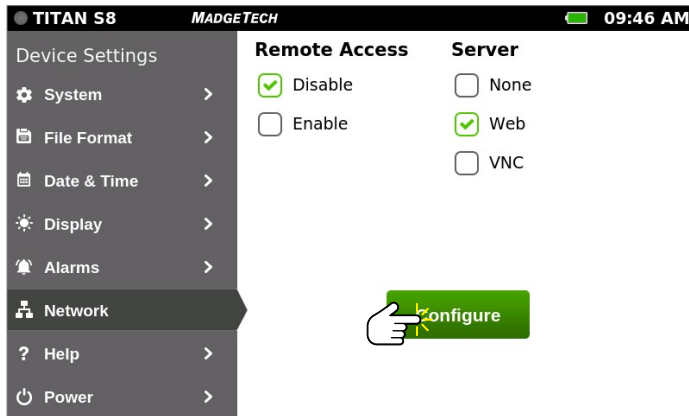 TITAN S8 MADGETECH 09:46 AM
Device Settings
System
File Format
Date & Time
Display
Alarms
Network
Help
Power
Remote Access
Disable
Enable
Server
None
Web
VNC
Configure